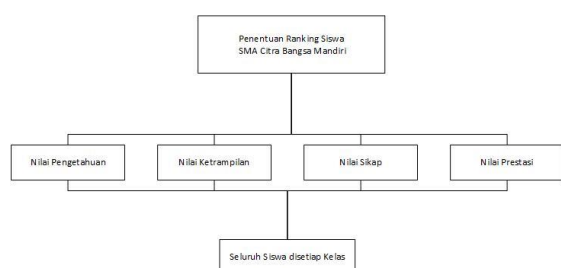 Penentuan Ranking Siswa
SMA Citra Bangsa Mandiri
Nilai Pengetahuan
Nilai Ketrampilan
Nilai Sikap
Nilai Prestasi
Seluruh Siswa disetiap Kelas